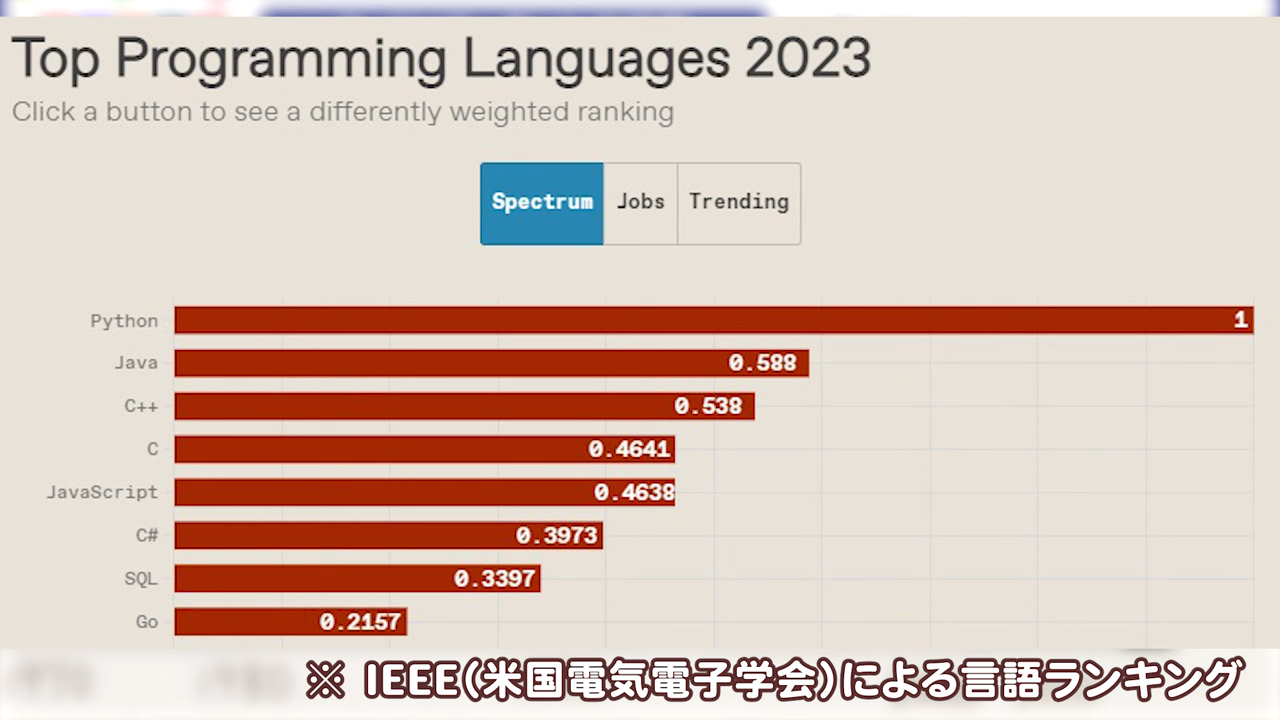 Top Programming Languages 2023
Click a button to see a differently weighted ranking
Spectrum Jobs Trending
Python 1
Java 0.588
C++ 0.538
C 0.4641
JavaScript 0.4638
C# 0.3973
SQL 0.3397
Go 0.2157
※ IEEE(米国電気電子学会)による言語ランキング